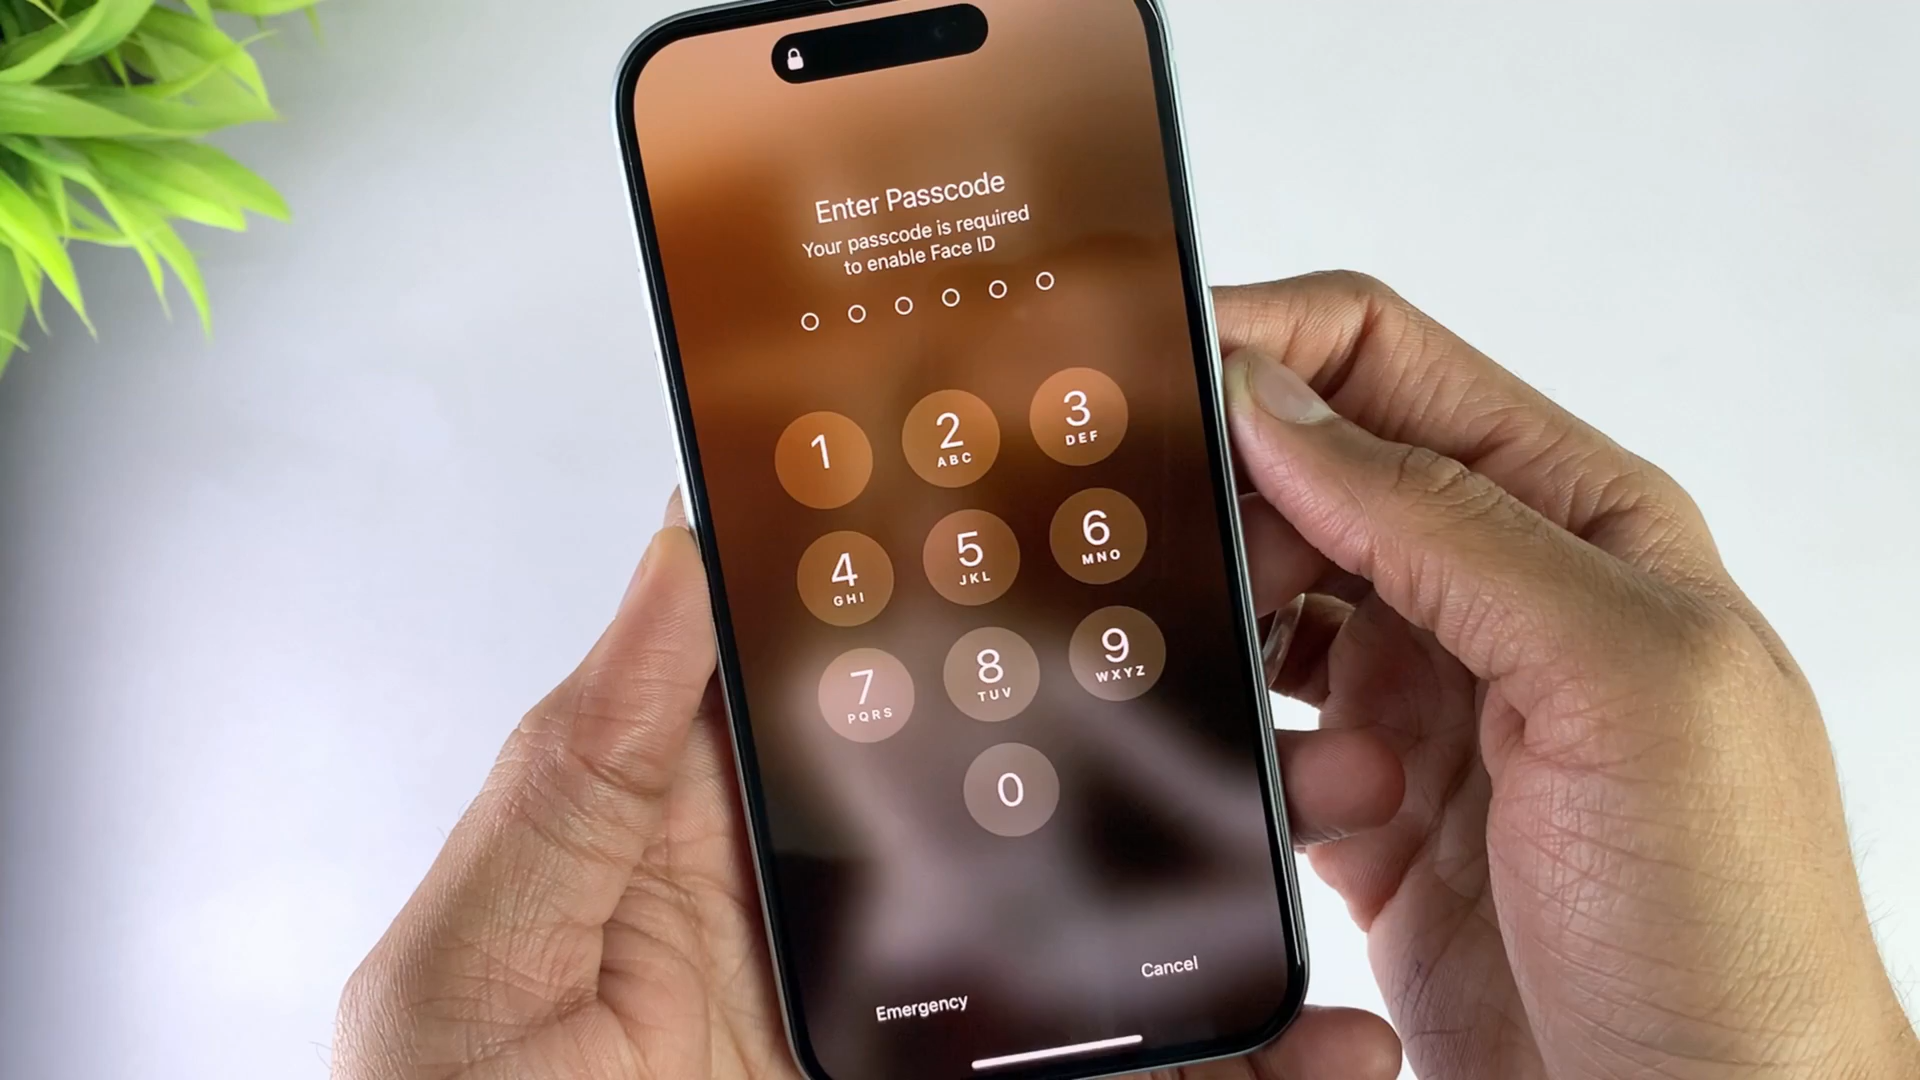 Enter Passcode
Your passcode is required
to enable Face ID
1
2
ABC
3
DEF
4
GHI
5
JKL
6
MNO
7
PQRS
8
TUV
9
WXYZ
0
Emergency
Cancel